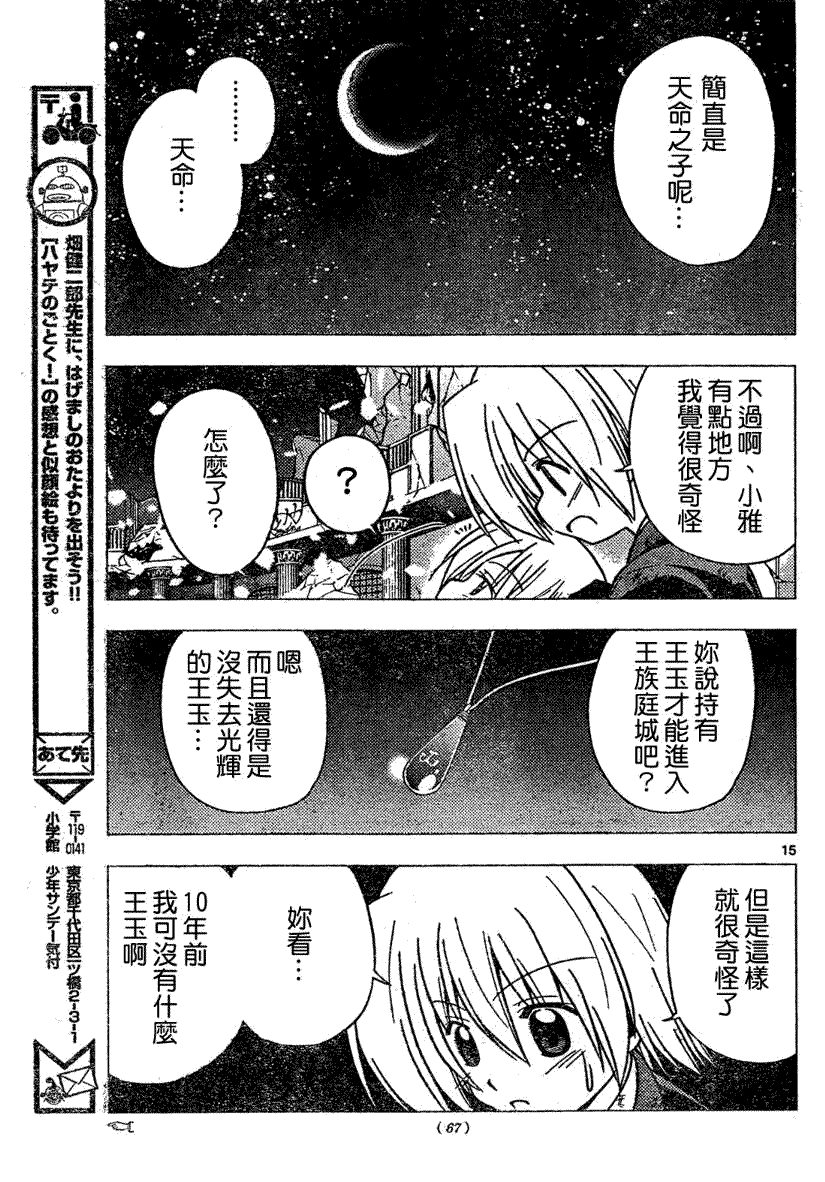 15
簡直是
天命之子呢…
………
天命…
不過啊、小雅
有點地方
我覺得很奇怪
？
怎麼了？
妳說持有
王玉才能進入
王族庭城吧？
嗯
而且還得是
沒失去光輝
的王玉…
15
但是這樣
就很奇怪了
妳看…
10年前
我可沒有什麼
王玉啊
(67)
畑健二郎先生に、はげましのおたよりを出そう!!
【ハヤテのごとく！】の感想と似顔絵も待ってます。
あて先
〒119-0141 東京都千代田区一ツ橋2-3-1
小学館 少年サンデー気付